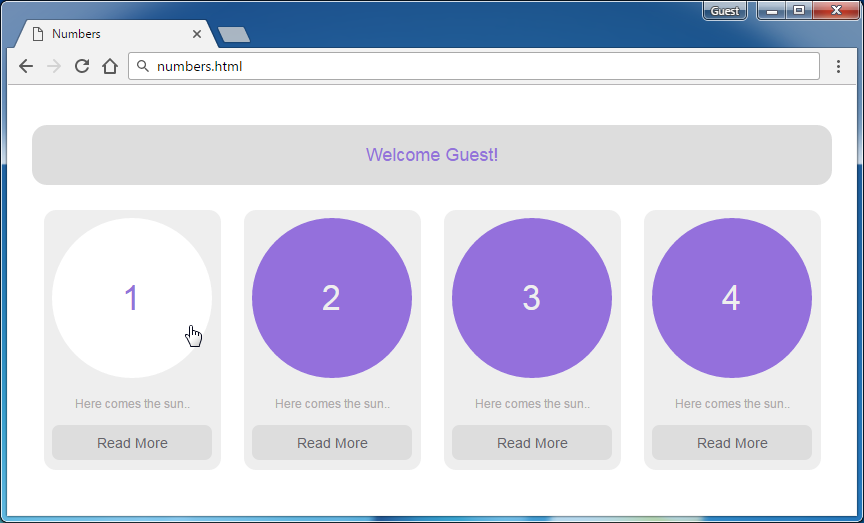 Guest
Numbers
numbers.html
Welcome Guest!
1
2
3
4
Here comes the sun..
Here comes the sun..
Here comes the sun..
Here comes the sun..
Read More
Read More
Read More
Read More